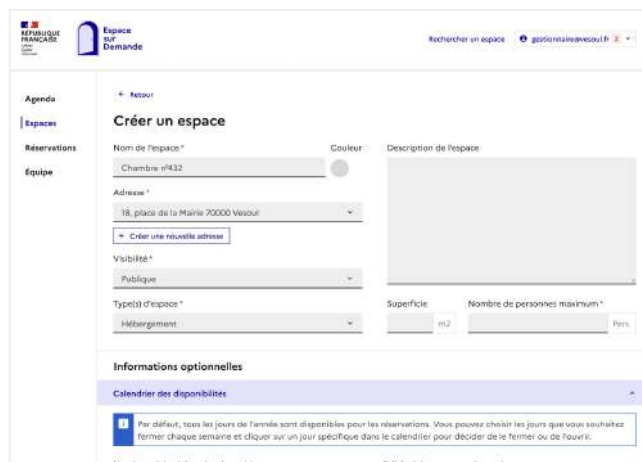 RÉPUBLIQUE
FRANÇAISE
Espace
sur
Demande
Rechercher un espace
gestionnaire@vesoul.fr 2
Agenda
Espaces
Réservations
Équipe
← Retour
Créer un espace
Nom de l'espace *
Couleur
Description de l'espace
Chambre n°432
Adresse *
18, place de la Mairie 70000 Vesoul
+ Créer une nouvelle adresse
Visibilité *
Publique
Type(s) d'espace *
Superficie
Nombre de personnes maximum *
Hébergement
m2
Pers.
Informations optionnelles
Calendrier des disponibilités
Par défaut, tous les jours de l'année sont disponibles pour les réservations. Vous pouvez choisir les jours que vous souhaitez
fermer chaque semaine et cliquer sur un jour spécifique dans le calendrier pour décider de le fermer ou de l'ouvrir.